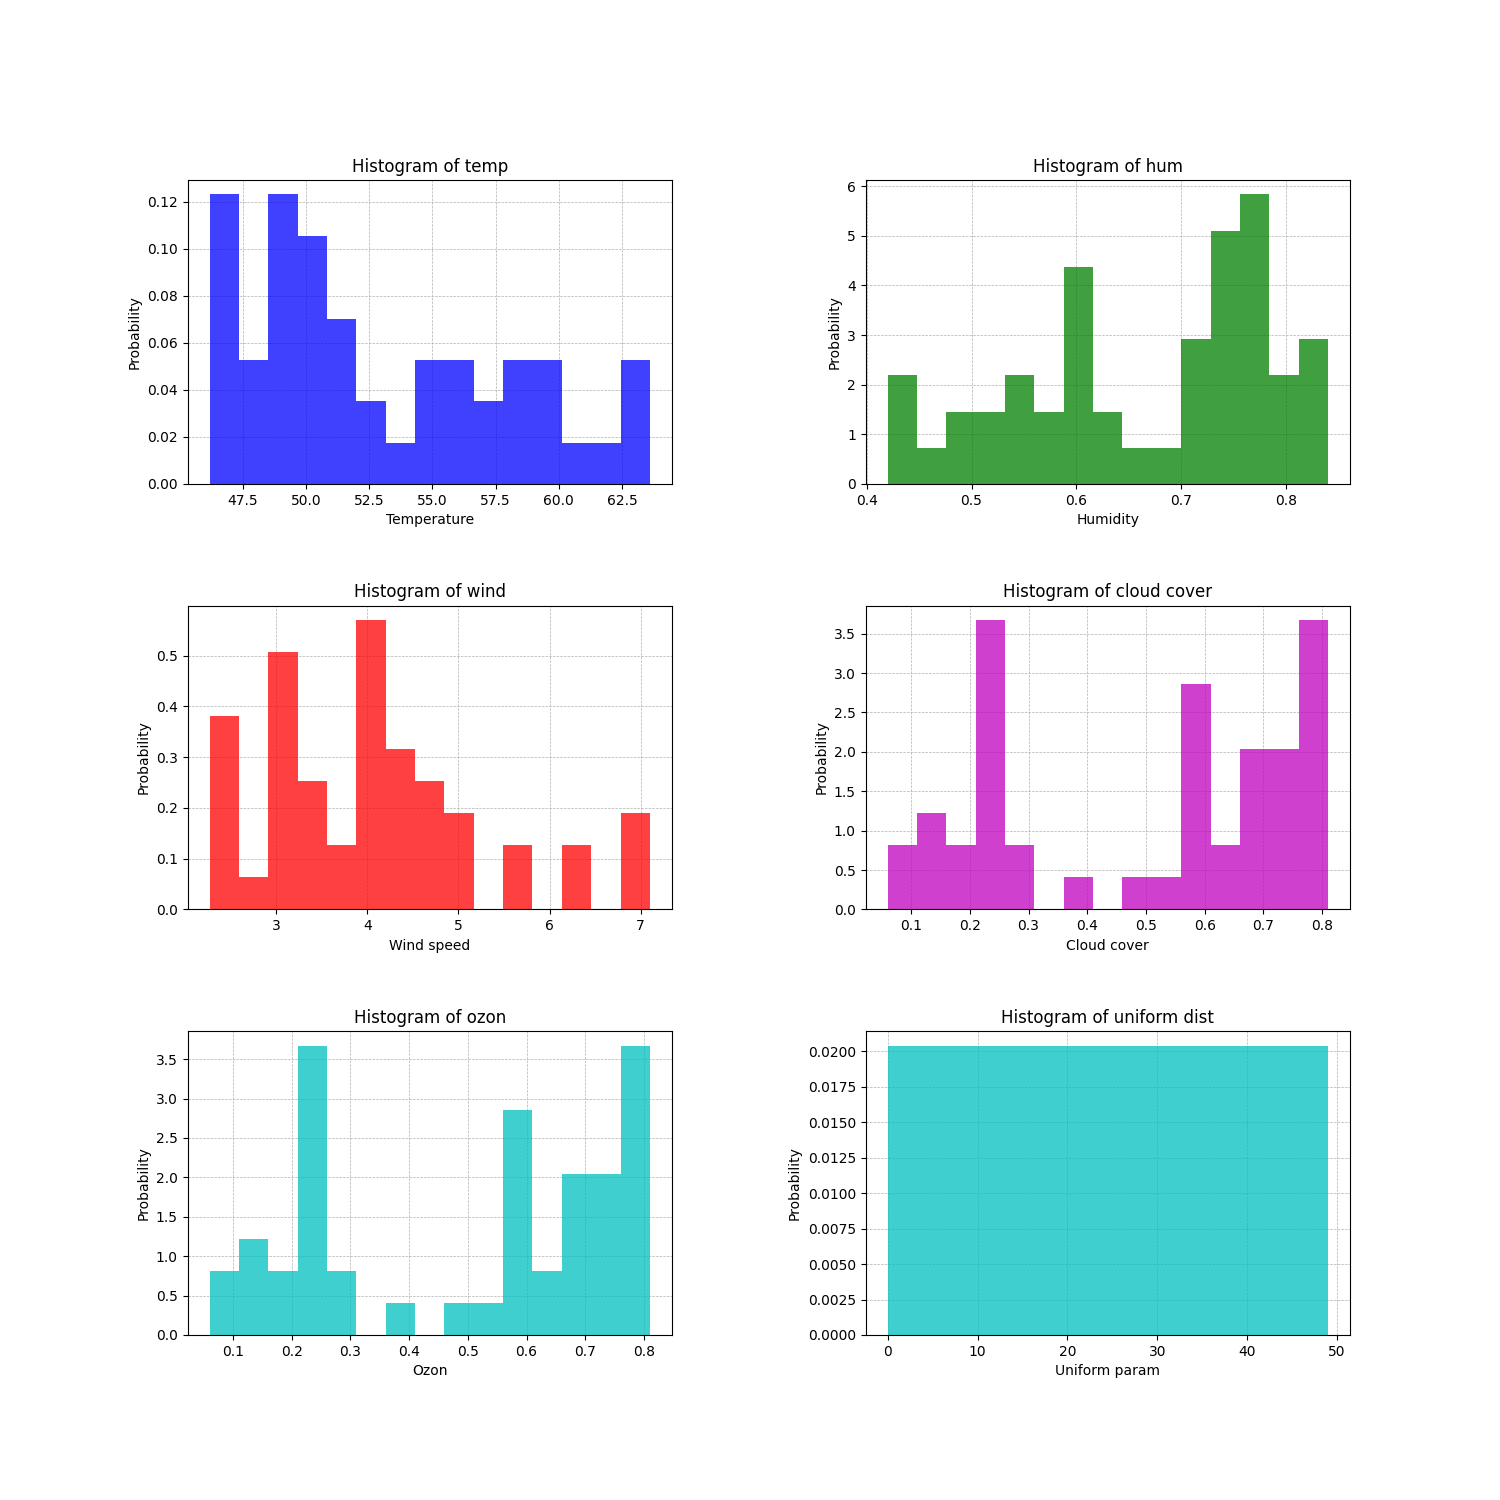 Histogram of temp
0.12
0.10
0.08
0.06
0.04
0.02
0.00
Probability
47.5 50.0 52.5 55.0 57.5 60.0 62.5
Temperature
Histogram of hum
6
5
4
3
2
1
0
Probability
0.4 0.5 0.6 0.7 0.8
Humidity
Histogram of wind
0.5
0.4
0.3
0.2
0.1
0.0
Probability
3 4 5 6 7
Wind speed
Histogram of cloud cover
3.5
3.0
2.5
2.0
1.5
1.0
0.5
0.0
Probability
0.1 0.2 0.3 0.4 0.5 0.6 0.7 0.8
Cloud cover
Histogram of ozon
3.5
3.0
2.5
2.0
1.5
1.0
0.5
0.0
Probability
0.1 0.2 0.3 0.4 0.5 0.6 0.7 0.8
Ozon
Histogram of uniform dist
0.0200
0.0175
0.0150
0.0125
0.0100
0.0075
0.0050
0.0025
0.0000
Probability
0 10 20 30 40 50
Uniform param